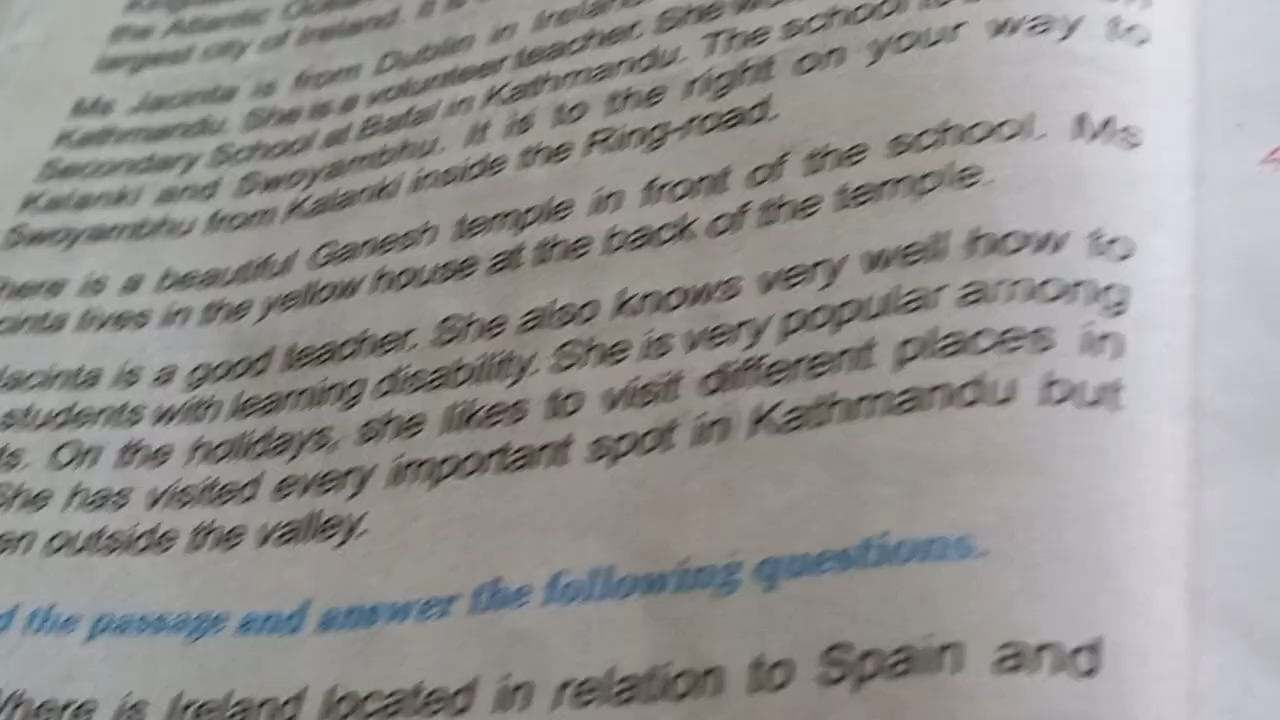 the Atlantic
largest city of Ireland. It is
Ms Jacinta is from Dublin in Ireland
Kathmandu. She is a volunteer teacher. She
Secondary School at Bafal in Kathmandu. The school is
Kalanki and Swoyambhu. It is to the right on your way to
Swoyambhu from Kalanki inside the Ring-road.
here is a beautiful Ganesh temple in front of the school. Ms
cinta lives in the yellow house at the back of the temple.
Jacinta is a good teacher. She also knows very well how to
students with learning disability. She is very popular among
ls. On the holidays, she likes to visit different places in
She has visited every important spot in Kathmandu but
en outside the valley.
d the passage and answer the following questions.
Where is Ireland located in relation to Spain and